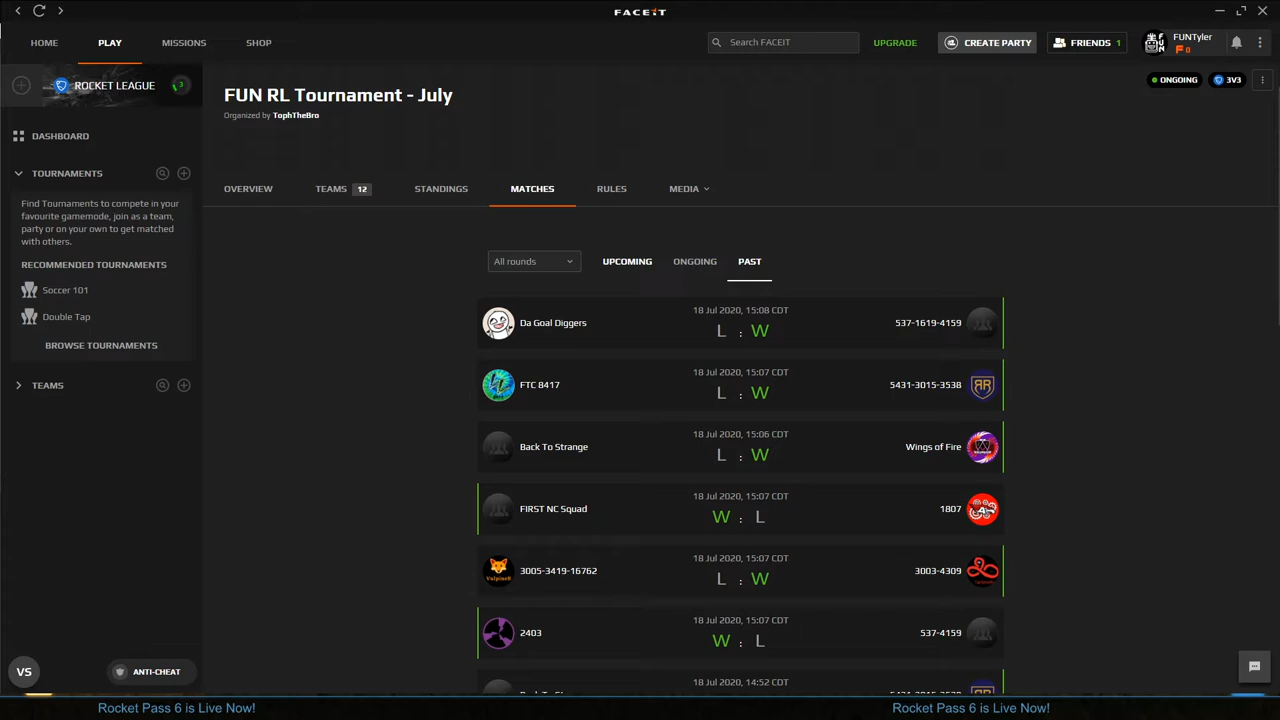 FACEIT
HOME
PLAY
MISSIONS
SHOP
Search FACEIT
UPGRADE
CREATE PARTY
FRIENDS 1
FUNTyler
0
ROCKET LEAGUE
3
DASHBOARD
TOURNAMENTS
Find Tournaments to compete in your
favourite gamemode, join as a team,
party or on your own to get matched
with others.
RECOMMENDED TOURNAMENTS
Soccer 101
Double Tap
BROWSE TOURNAMENTS
TEAMS
VS
ANTI-CHEAT
FUN RL Tournament - July
Organized by TophTheBro
ONGOING
3V3
OVERVIEW
TEAMS 12
STANDINGS
MATCHES
RULES
MEDIA
All rounds
UPCOMING
ONGOING
PAST
18 Jul 2020, 15:08 CDT
Da Goal Diggers L : W 537-1619-4159
18 Jul 2020, 15:07 CDT
FTC 8417 L : W 5431-3015-3538
18 Jul 2020, 15:06 CDT
Back To Strange L : W Wings of Fire
18 Jul 2020, 15:07 CDT
FIRST NC Squad W : L 1807
18 Jul 2020, 15:07 CDT
3005-3419-16762 L : W 3003-4309
18 Jul 2020, 15:07 CDT
2403 W : L 537-4159
18 Jul 2020, 14:52 CDT
Rocket Pass 6 is Live Now!
Rocket Pass 6 is Live Now!